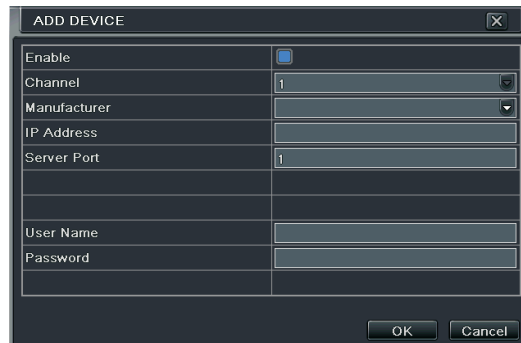 ADD DEVICE
Enable
Channel 1
Manufacturer
IP Address
Server Port 1
User Name
Password
OK Cancel